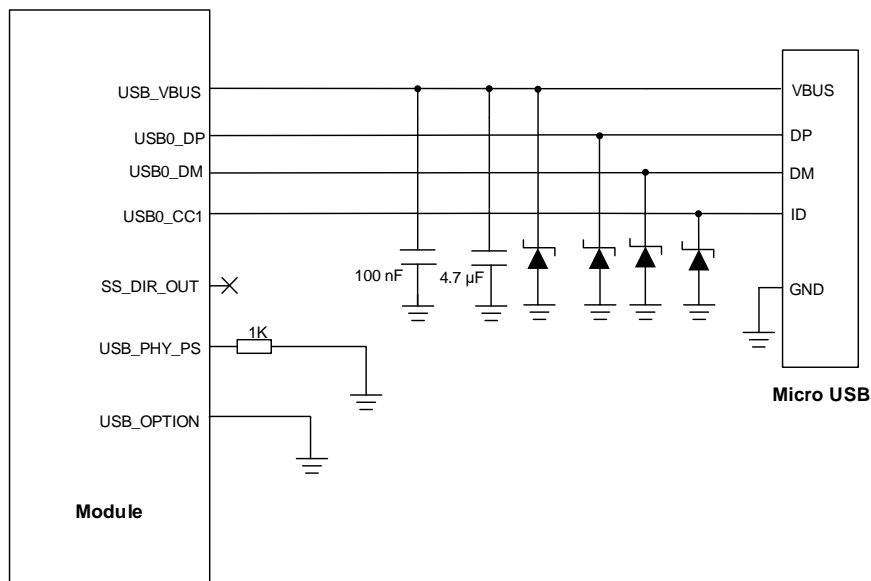 USB_VBUS
USB0_DP
USB0_DM
USB0_CC1
SS_DIR_OUT
USB_PHY_PS
USB_OPTION
Module
1K
100 nF
4.7 µF
VBUS
DP
DM
ID
GND
Micro USB